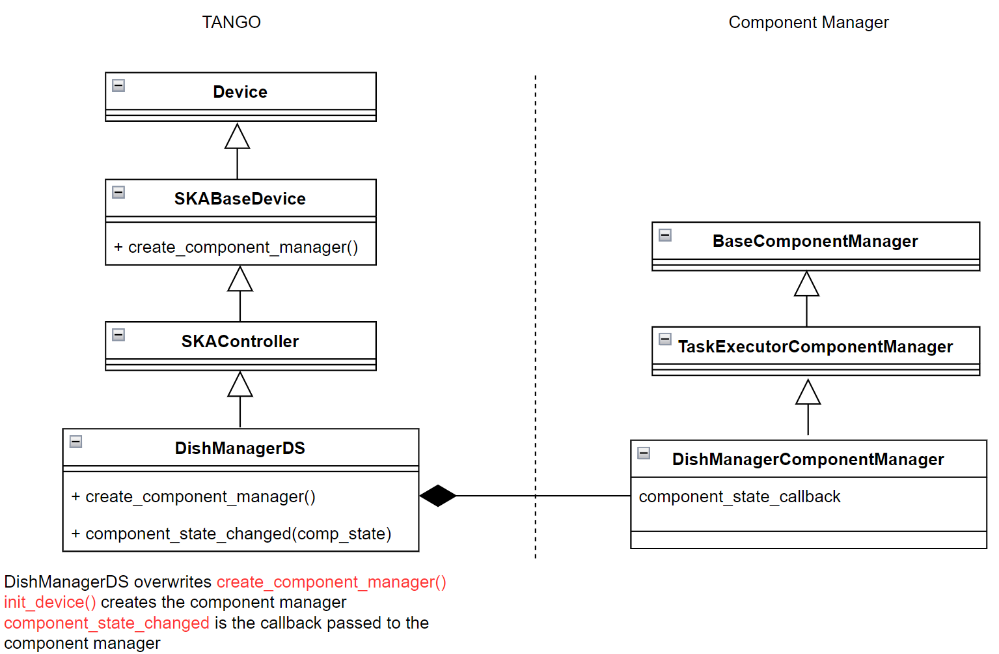 TANGO
Component Manager
Device
SKABaseDevice
+ create_component_manager()
SKAController
DishManagerDS
+ create_component_manager()
+ component_state_changed(comp_state)
BaseComponentManager
TaskExecutorComponentManager
DishManagerComponentManager
component_state_callback
DishManagerDS overwrites create_component_manager()
init_device() creates the component manager
component_state_changed is the callback passed to the
component manager